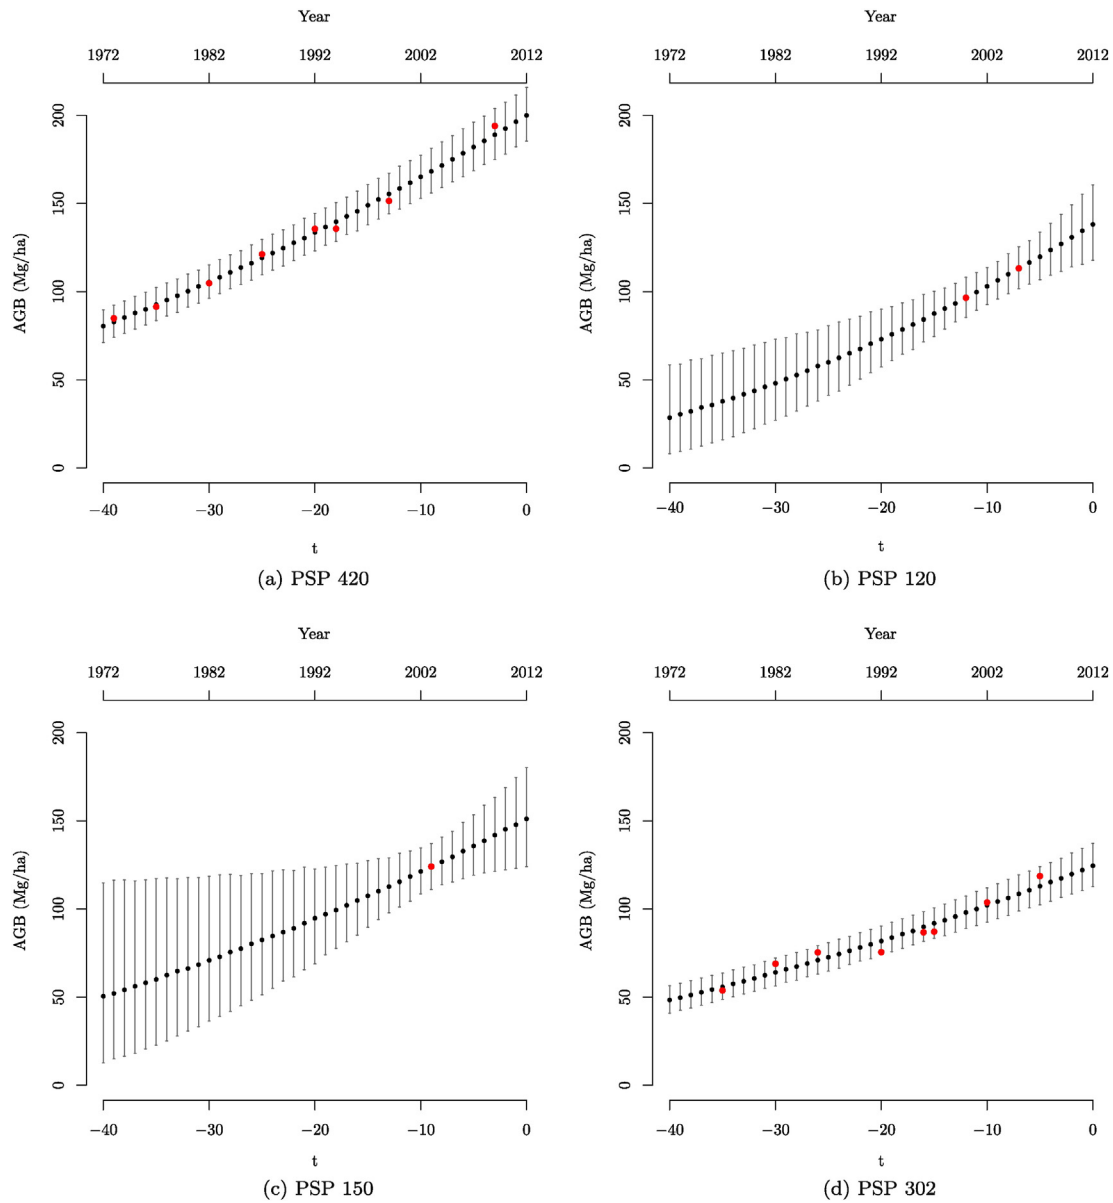 Year
1972 1982 1992 2002 2012
AGB (Mg/ha)
200
150
100
50
0
−40 −30 −20 −10 0
t
(a) PSP 420
Year
1972 1982 1992 2002 2012
AGB (Mg/ha)
200
150
100
50
0
−40 −30 −20 −10 0
t
(b) PSP 120
Year
1972 1982 1992 2002 2012
AGB (Mg/ha)
200
150
100
50
0
−40 −30 −20 −10 0
t
(c) PSP 150
Year
1972 1982 1992 2002 2012
AGB (Mg/ha)
200
150
100
50
0
−40 −30 −20 −10 0
t
(d) PSP 302